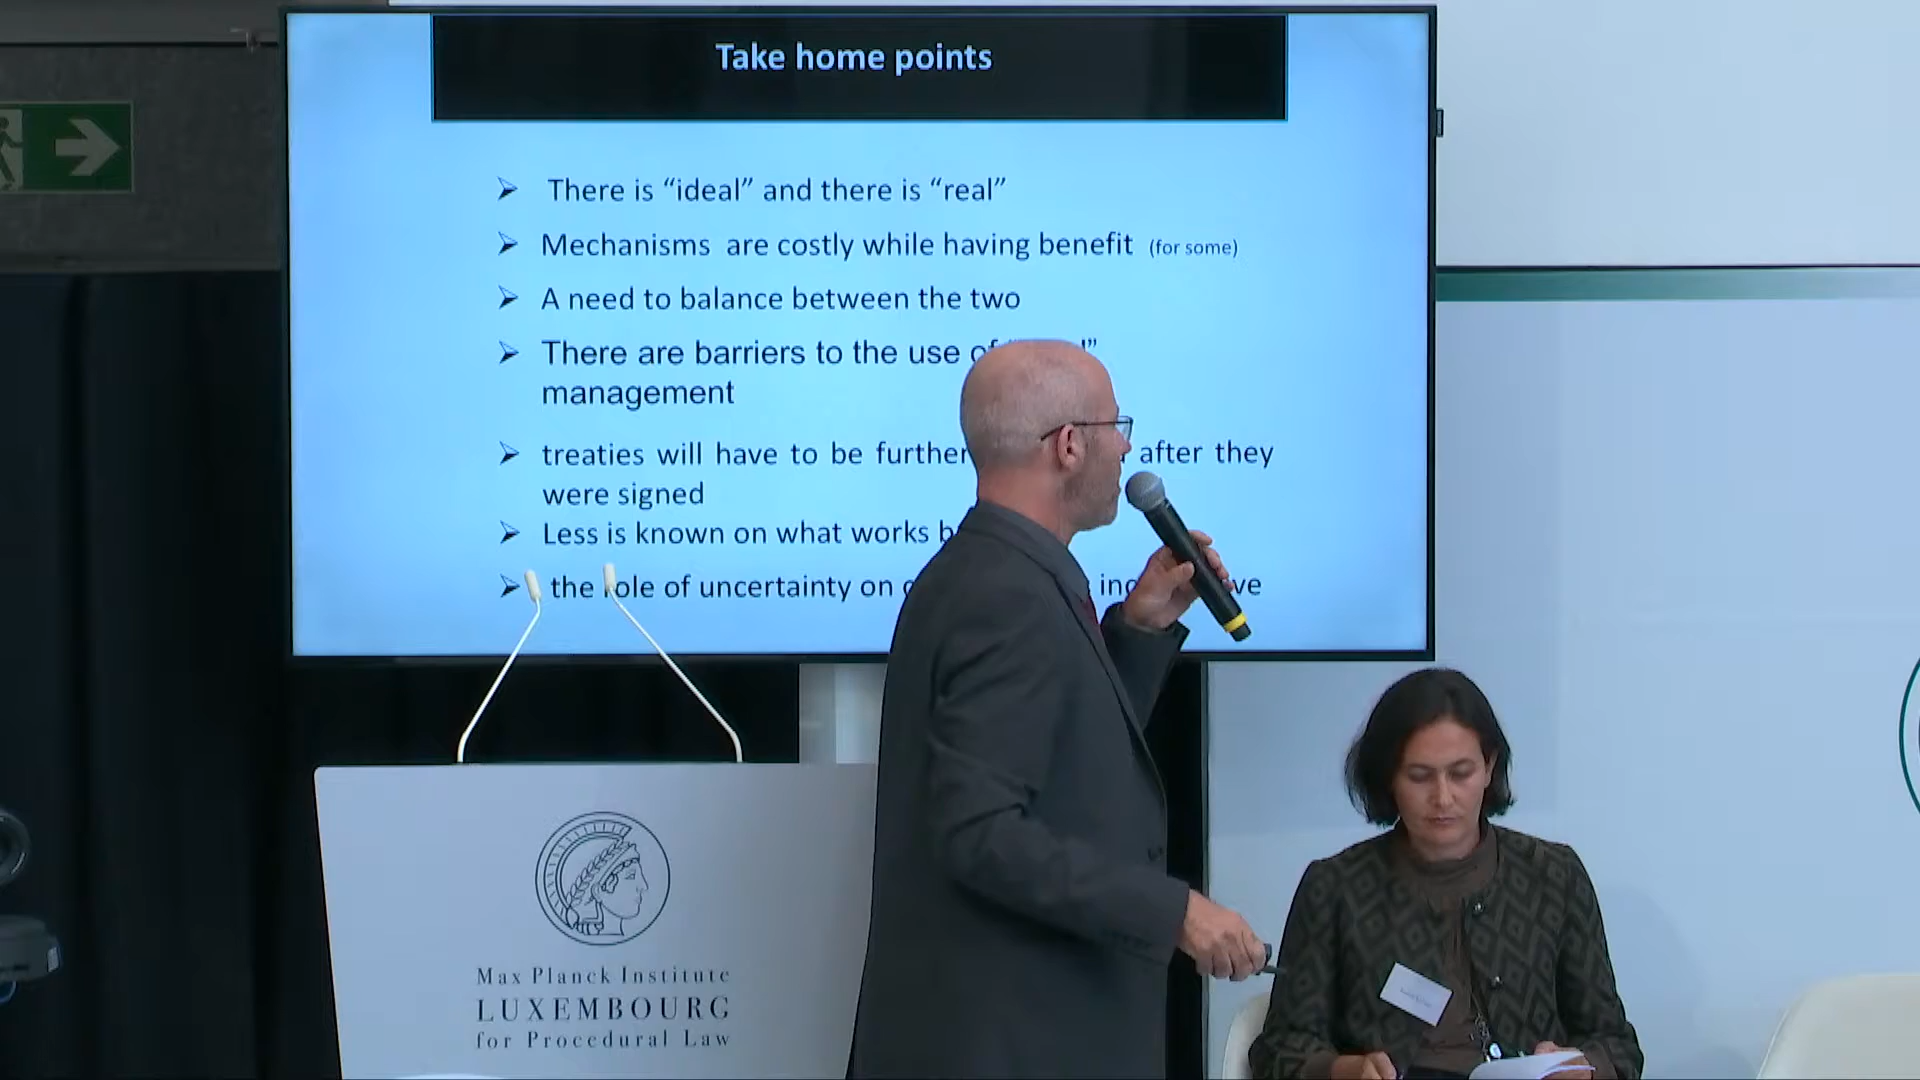 Take home points
There is “ideal” and there is “real”
Mechanisms are costly while having benefit (for some)
A need to balance between the two
There are barriers to the use of
management
treaties will have to be further after they
were signed
Less is known on what works
the role of uncertainty on
Max Planck Institute
LUXEMBOURG
for Procedural Law